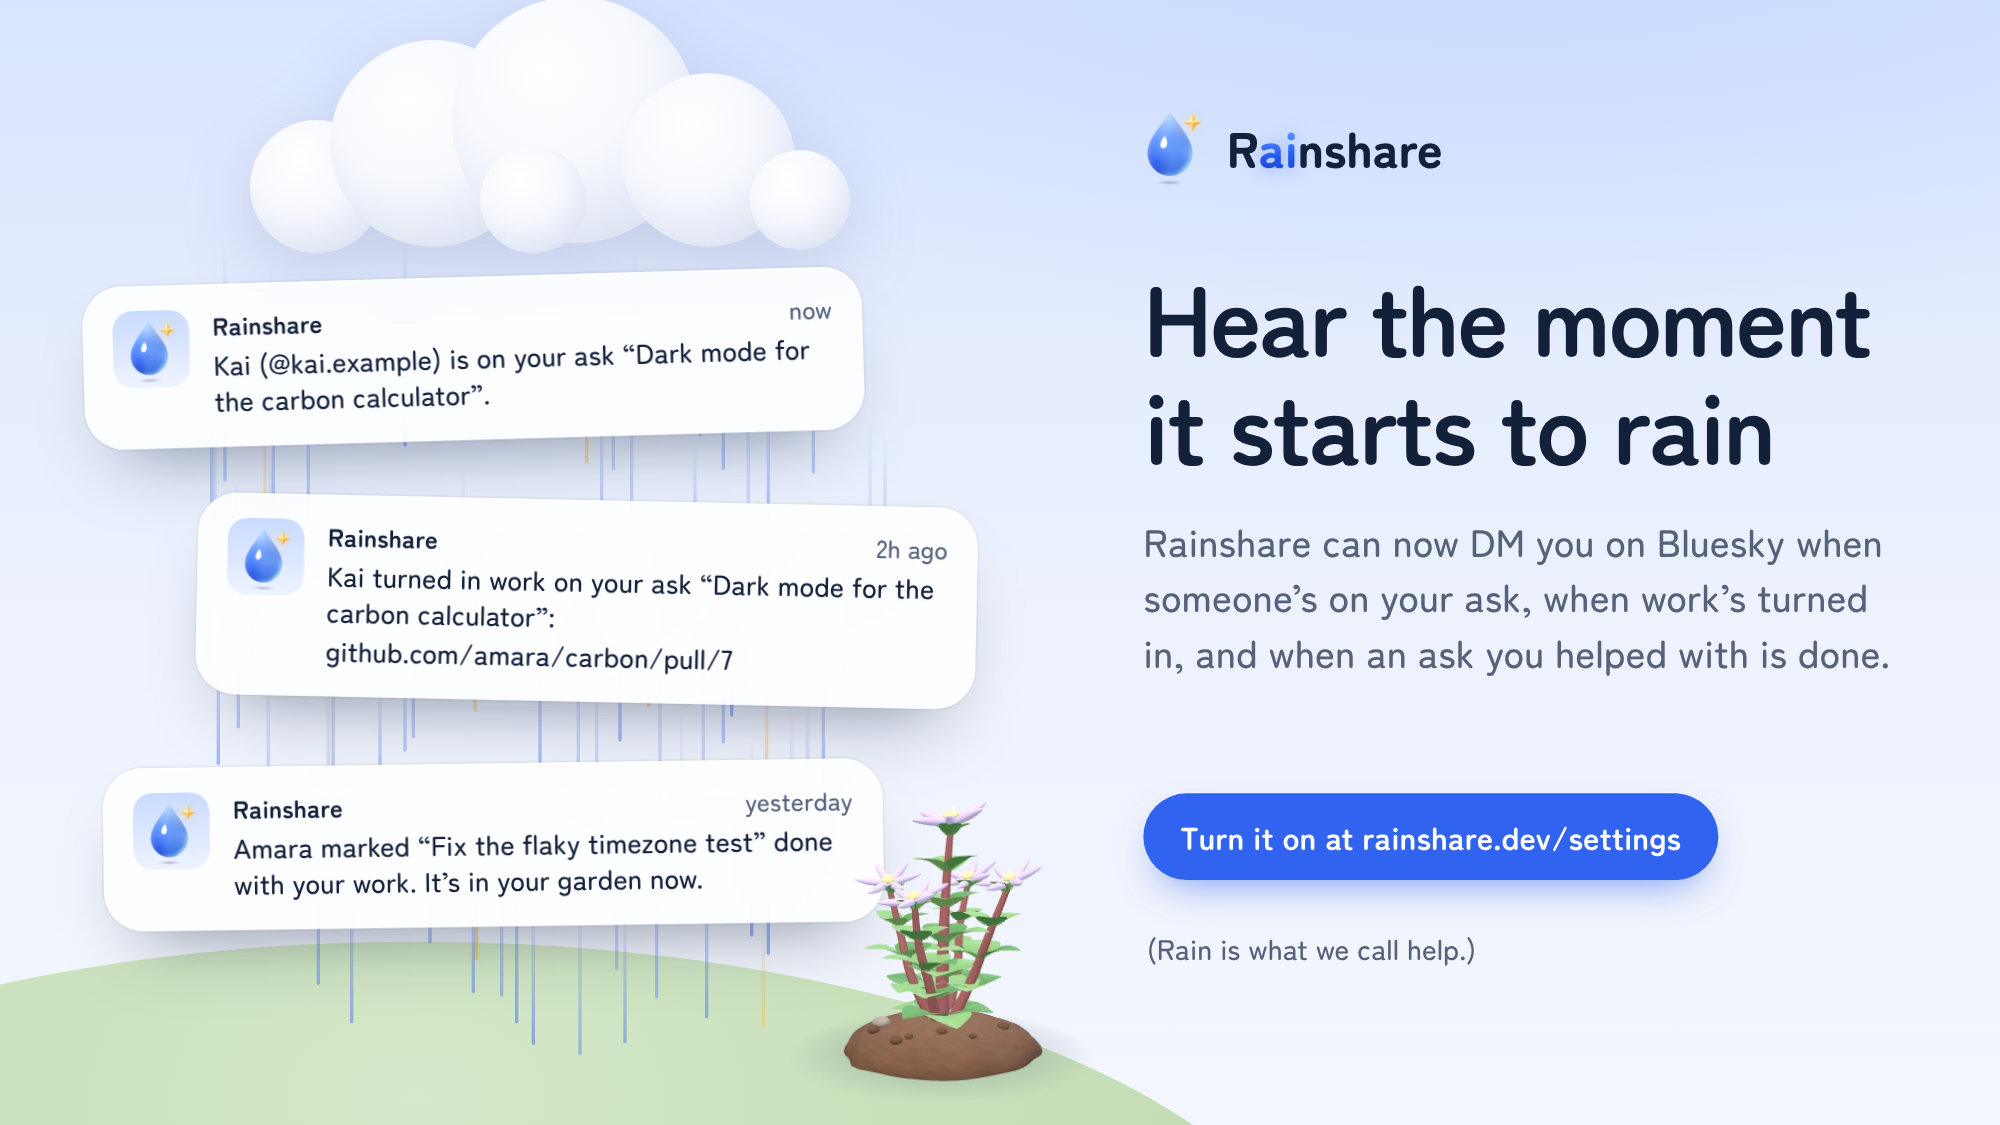 Rainshare
now
Kai (@kai.example) is on your ask “Dark mode for
the carbon calculator”.
Rainshare
2h ago
Kai turned in work on your ask “Dark mode for the
carbon calculator”:
github.com/amara/carbon/pull/7
Rainshare
yesterday
Amara marked “Fix the flaky timezone test” done
with your work. It’s in your garden now.
Rainshare
Hear the moment
it starts to rain
Rainshare can now DM you on Bluesky when
someone’s on your ask, when work’s turned
in, and when an ask you helped with is done.
Turn it on at rainshare.dev/settings
(Rain is what we call help.)